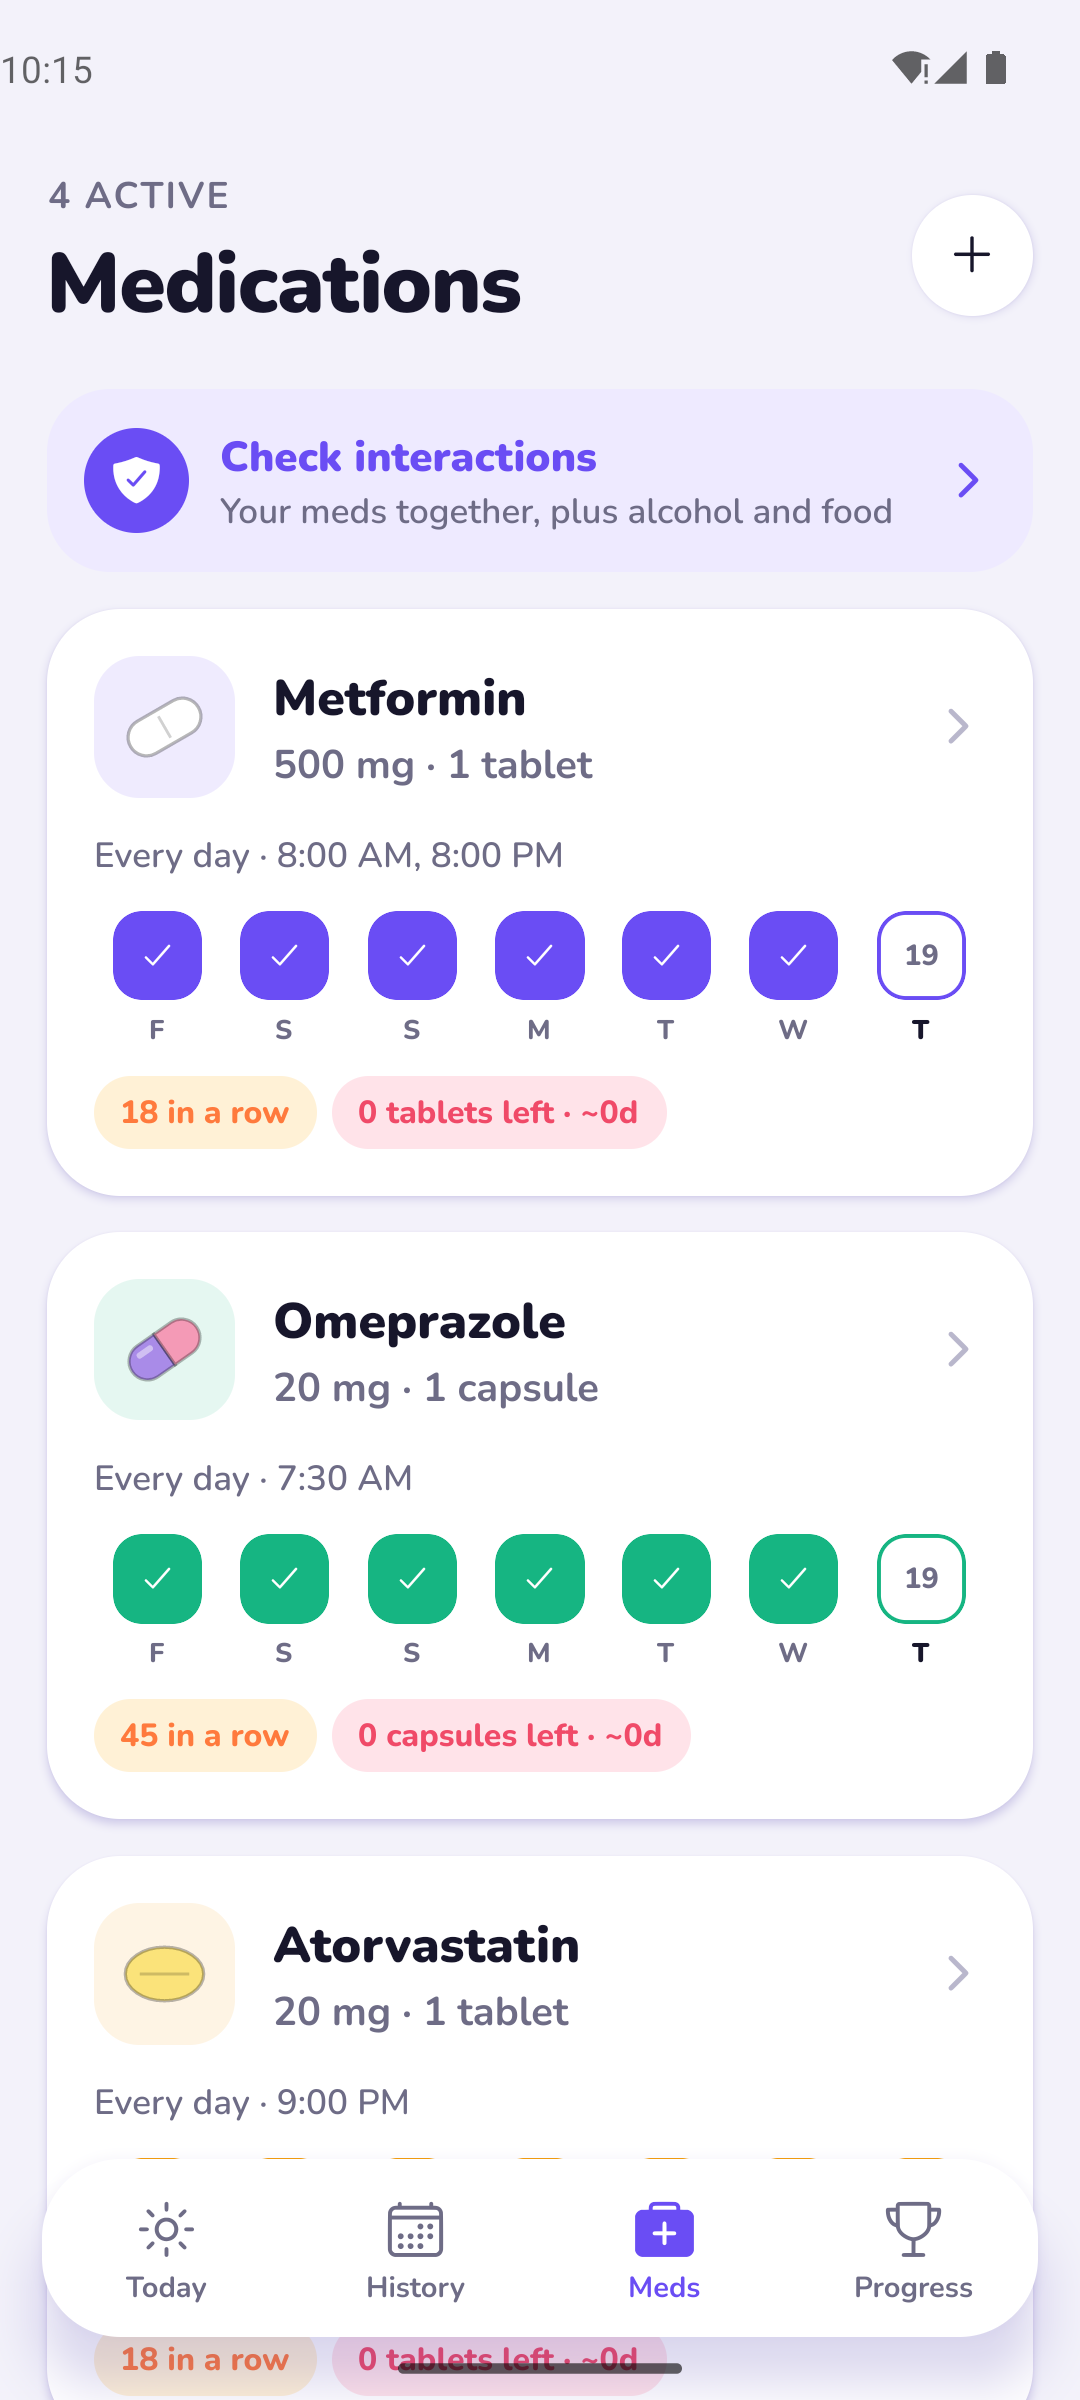 10:15
4 ACTIVE
Medications
Check interactions
Your meds together, plus alcohol and food
Metformin
500 mg · 1 tablet
Every day · 8:00 AM, 8:00 PM
19
F S S M T W T
18 in a row
0 tablets left · ~0d
Omeprazole
20 mg · 1 capsule
Every day · 7:30 AM
19
F S S M T W T
45 in a row
0 capsules left · ~0d
Atorvastatin
20 mg · 1 tablet
Every day · 9:00 PM
Today History Meds Progress
18 in a row
0 tablets left · ~0d